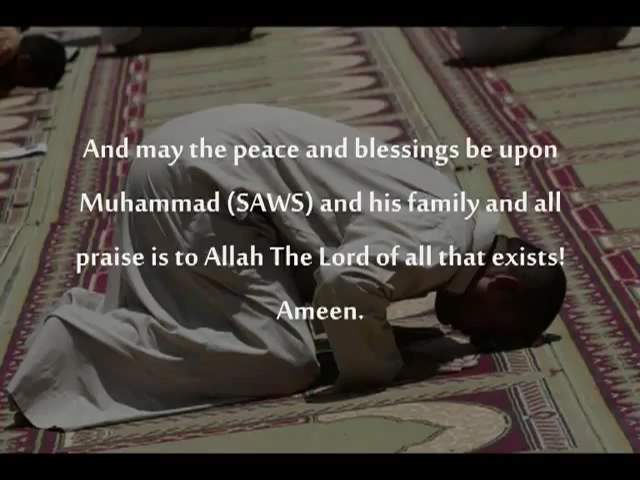 And may the peace and blessings be upon
Muhammad (SAWS) and his family and all
praise is to Allah The Lord of all that exists!
Ameen.